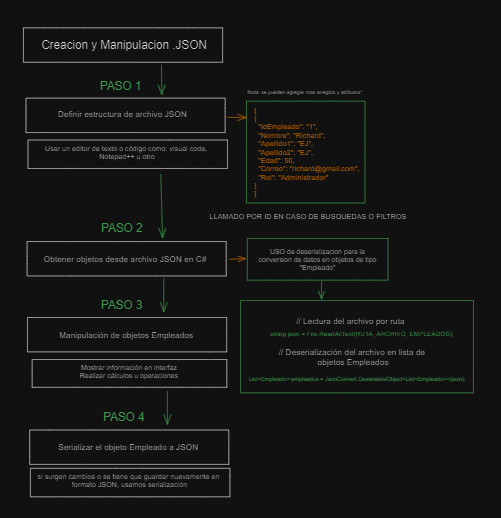 Creacion y Manipulacion .JSON
PASO 1
Nota: se pueden agregar mas arreglos y atributos*
Definir estructura de archivo JSON
Usar un editor de texto o código como: visual code,
Notepad++ u otro
[
{
"IdEmpleado": "1",
"Nombre": "Richard",
"Apellido1": "EJ",
"Apellido2": "EJ",
"Edad": 50,
"Correo": "richard@gmail.com",
"Rol": "Administrador"
}
]
LLAMADO POR ID EN CASO DE BUSQUEDAS O FILTROS
PASO 2
Obtener objetos desde archivo JSON en C#
USO de deserializacion para la
conversion de datos en objetos de tipo
"Empleado"
PASO 3
Manipulación de objetos Empleados
Mostrar información en interfaz
Realizar cálculos u operaciones
// Lectura del archivo por ruta
string json = File.ReadAllText(RUTA_ARCHIVO_EMPLEADOS);
// Deserialización del archivo en lista de
objetos Empleados
List<Empleado> empleados = JsonConvert.DeserializeObject<List<Empleado>>(json);
PASO 4
Serializar el objeto Empleado a JSON
si surgen cambios o se tiene que guardar nuevamente en
formato JSON, usamos serialización